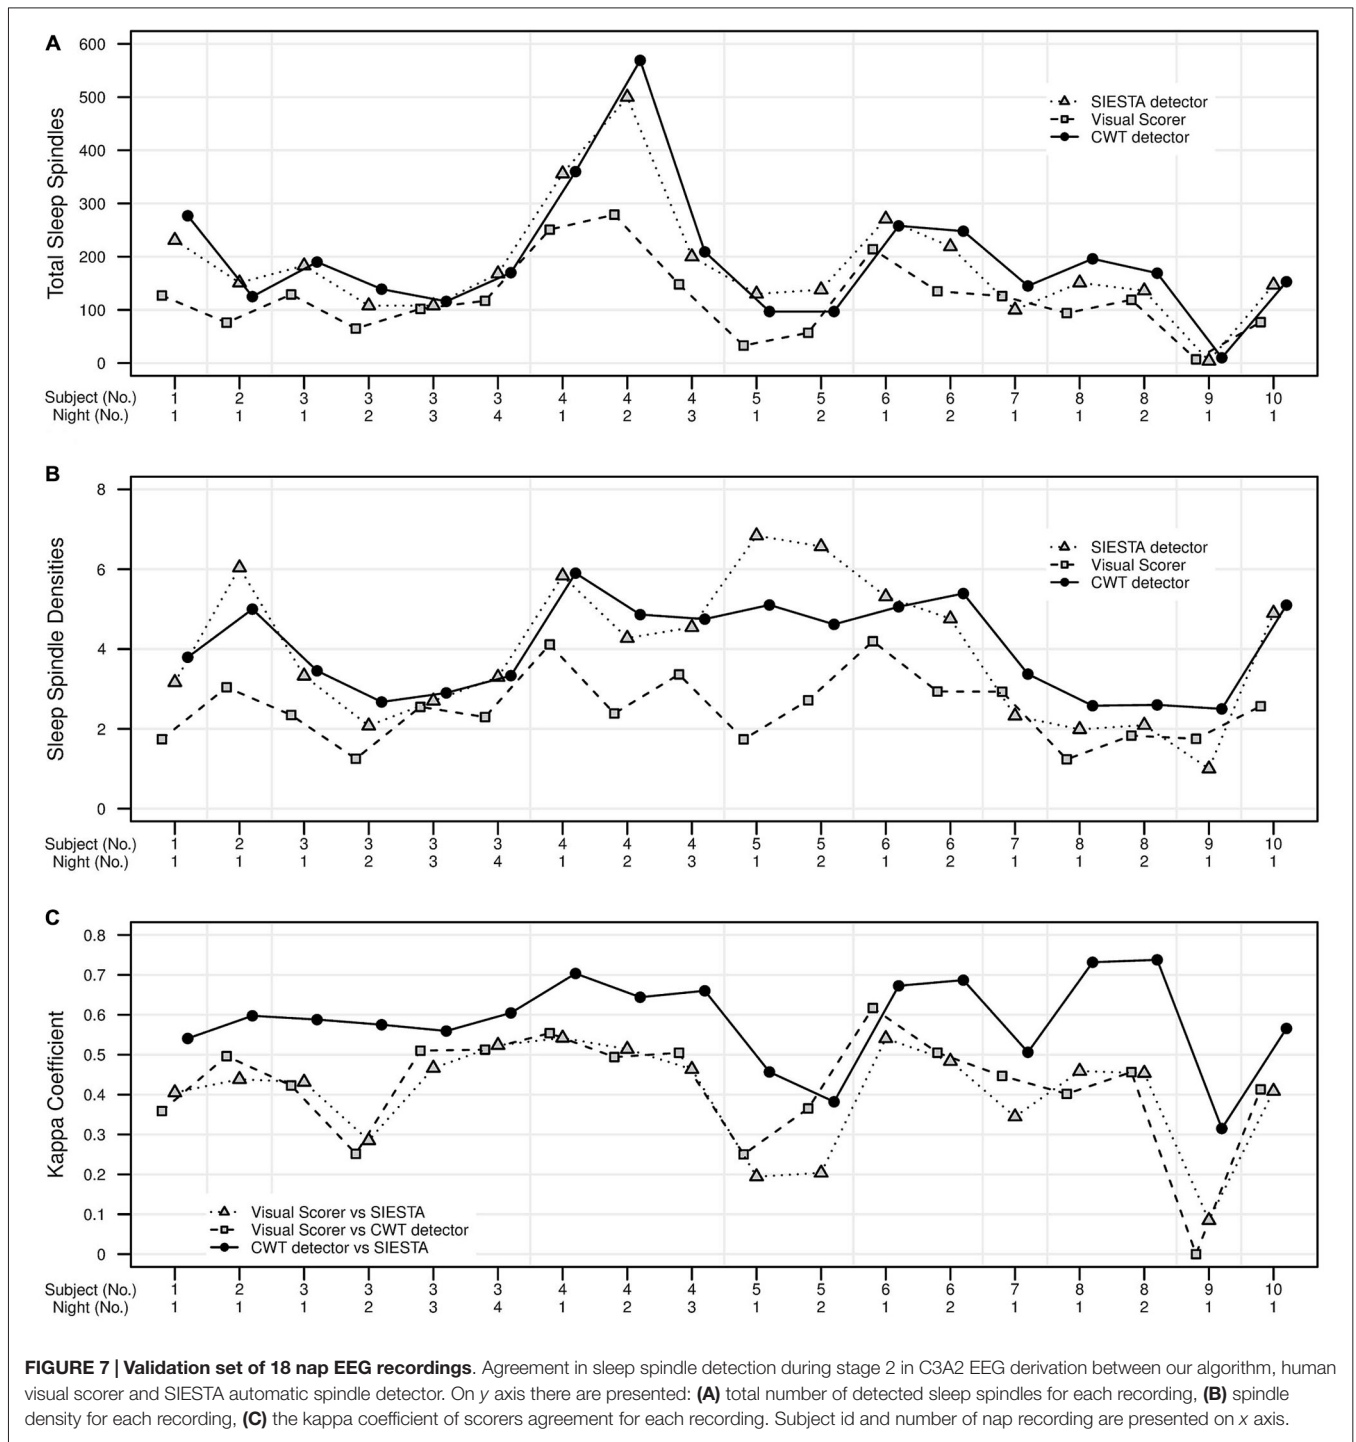 A
600
500
400
300
200
100
0
Total Sleep Spindles
SIESTA detector
Visual Scorer
CWT detector
Subject (No.) 1 2 3 3 3 3 4 4 4 5 5 6 6 7 8 8 9 10
Night (No.) 1 1 1 2 3 4 1 2 3 1 2 1 2 1 1 2 1 1
B
8
6
4
2
0
Sleep Spindle Densities
SIESTA detector
Visual Scorer
CWT detector
Subject (No.) 1 2 3 3 3 3 4 4 4 5 5 6 6 7 8 8 9 10
Night (No.) 1 1 1 2 3 4 1 2 3 1 2 1 2 1 1 2 1 1
C
0.8
0.7
0.6
0.5
0.4
0.3
0.2
0.1
0
Kappa Coefficient
Visual Scorer vs SIESTA
Visual Scorer vs CWT detector
CWT detector vs SIESTA
Subject (No.) 1 2 3 3 3 3 4 4 4 5 5 6 6 7 8 8 9 10
Night (No.) 1 1 1 2 3 4 1 2 3 1 2 1 2 1 1 2 1 1
FIGURE 7 | Validation set of 18 nap EEG recordings. Agreement in sleep spindle detection during stage 2 in C3A2 EEG derivation between our algorithm, human
visual scorer and SIESTA automatic spindle detector. On y axis there are presented: (A) total number of detected sleep spindles for each recording, (B) spindle
density for each recording, (C) the kappa coefficient of scorers agreement for each recording. Subject id and number of nap recording are presented on x axis.